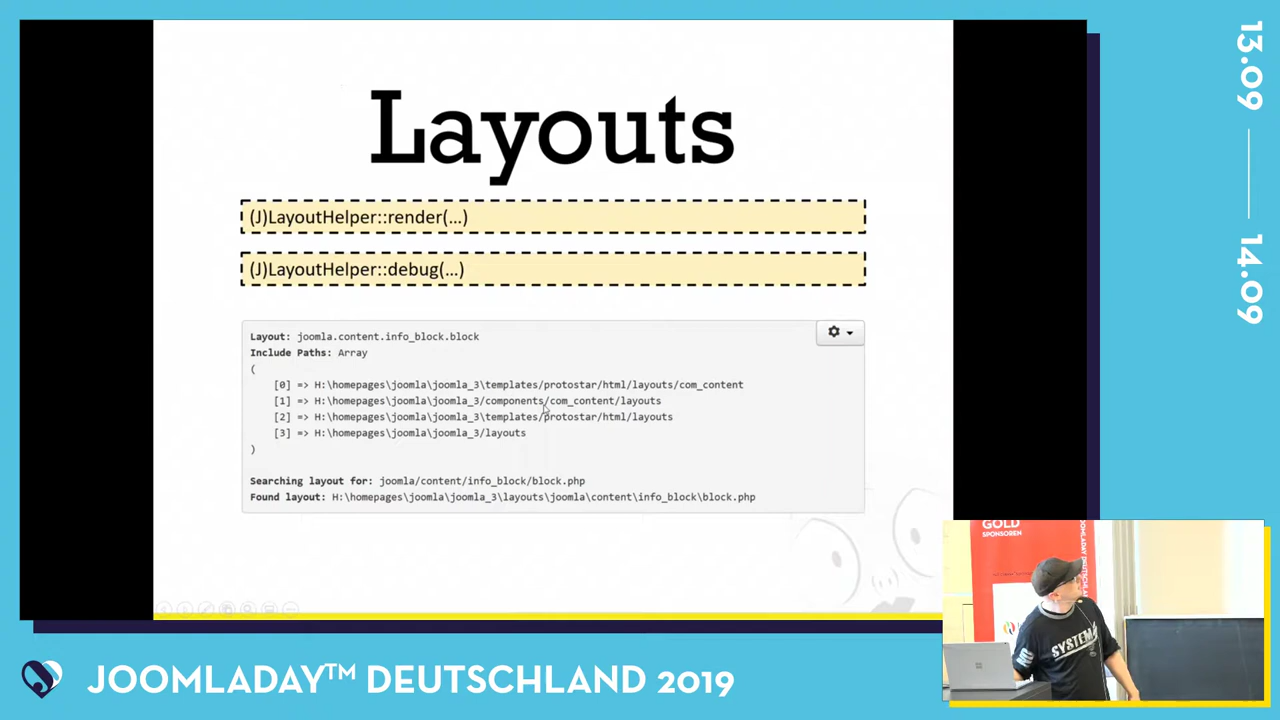 Layouts
(J)LayoutHelper::render(...)
(J)LayoutHelper::debug(...)
Layout: joomla.content.info_block.block
Include Paths: Array
(
[0] => H:\homepages\joomla\joomla_3\templates/protostar/html/layouts/com_content
[1] => H:\homepages\joomla\joomla_3/components/com_content/layouts
[2] => H:\homepages\joomla\joomla_3\templates/protostar/html/layouts
[3] => H:\homepages\joomla\joomla_3/layouts
)
Searching layout for: joomla/content/info_block/block.php
Found layout: H:\homepages\joomla\joomla_3\layouts\joomla\content\info_block\block.php
13.09
14.09
GOLD
SPONSOREN
JOOMLADAY DEUTSCHLAND
SYSTEM
JOOMLADAY™ DEUTSCHLAND 2019